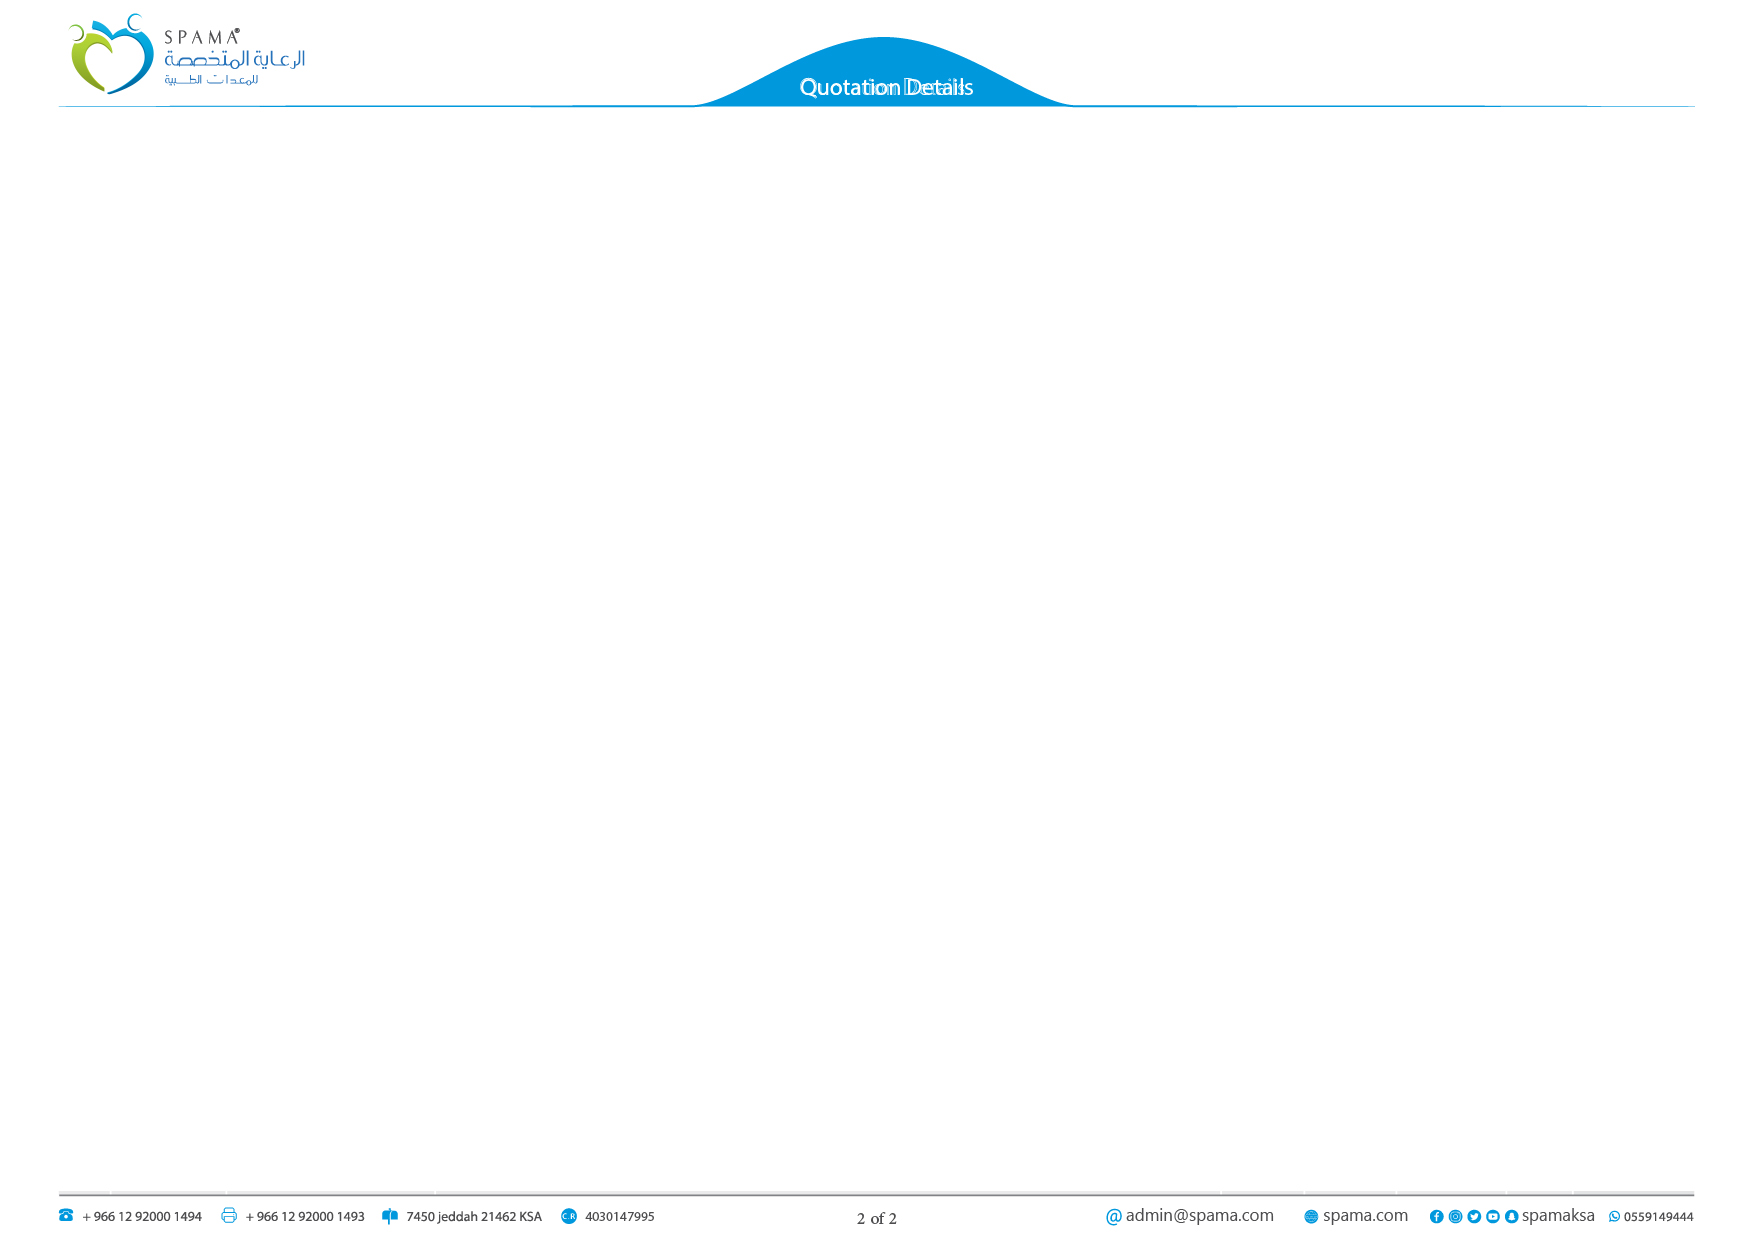 SPAMA®
الرعاية المتخصصة
للمعدات الطبية
Quotation Details
+ 966 12 92000 1494
+ 966 12 92000 1493
7450 jeddah 21462 KSA
C.R 4030147995
2 of 2
@ admin@spama.com
spama.com
spamaksa
0559149444